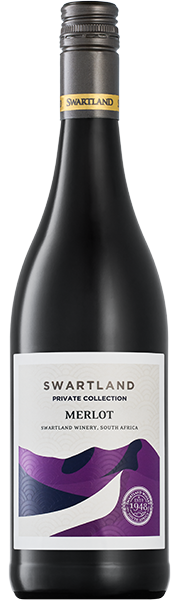 SWARTLAND
SWARTLAND
PRIVATE COLLECTION
MERLOT
SWARTLAND WINERY, SOUTH AFRICA
1948